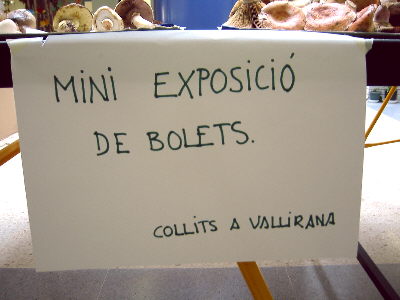 MINI EXPOSICIÓ
DE BOLETS.
COLLITS A VALLIRANA